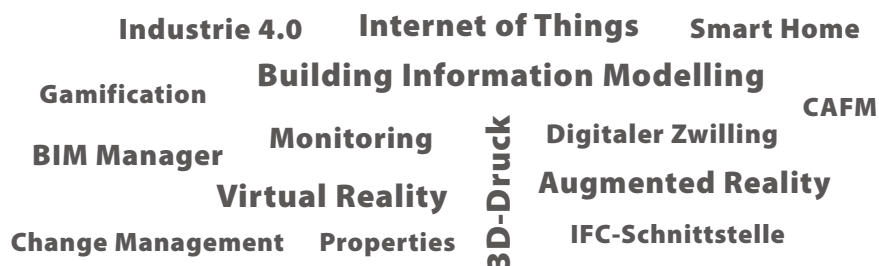 Industrie 4.0
Internet of Things
Smart Home
Building Information Modelling
Gamification
CAFM
Monitoring
3D-Druck
Digitaler Zwilling
BIM Manager
Virtual Reality
Augmented Reality
Change Management
Properties
IFC-Schnittstelle